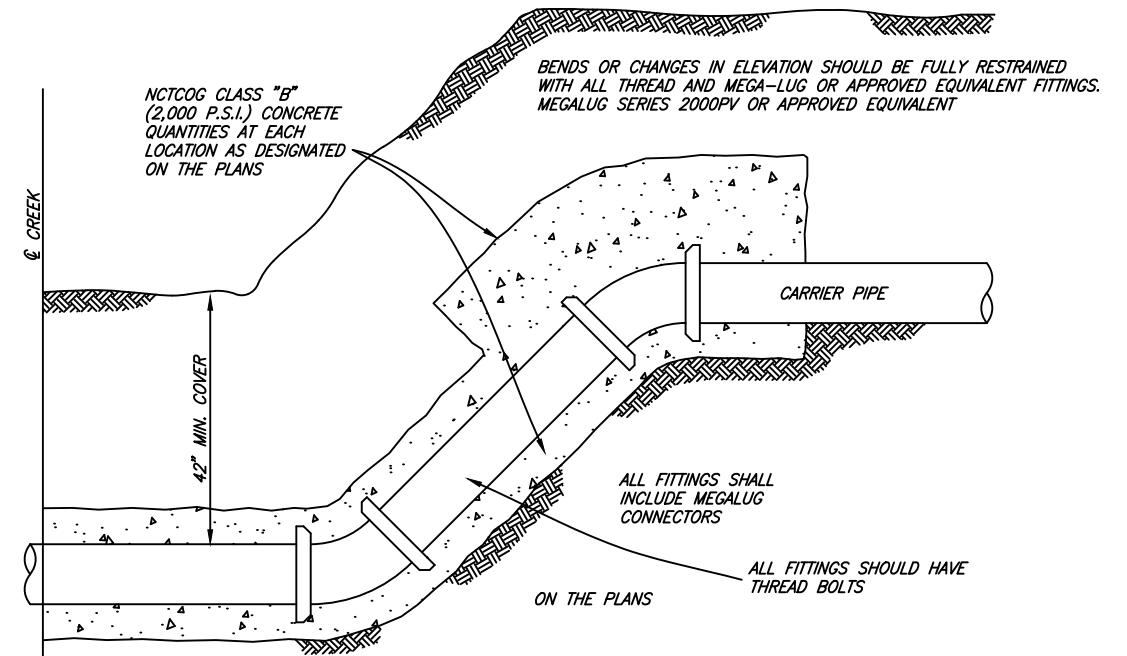 BENDS OR CHANGES IN ELEVATION SHOULD BE FULLY RESTRAINED
WITH ALL THREAD AND MEGA-LUG OR APPROVED EQUIVALENT FITTINGS.
MEGALUG SERIES 2000PV OR APPROVED EQUIVALENT
NCTCOG CLASS "B"
(2,000 P.S.I.) CONCRETE
QUANTITIES AT EACH
LOCATION AS DESIGNATED
ON THE PLANS
℄ CREEK
CARRIER PIPE
42" MIN. COVER
ALL FITTINGS SHALL
INCLUDE MEGALUG
CONNECTORS
ALL FITTINGS SHOULD HAVE
THREAD BOLTS
ON THE PLANS